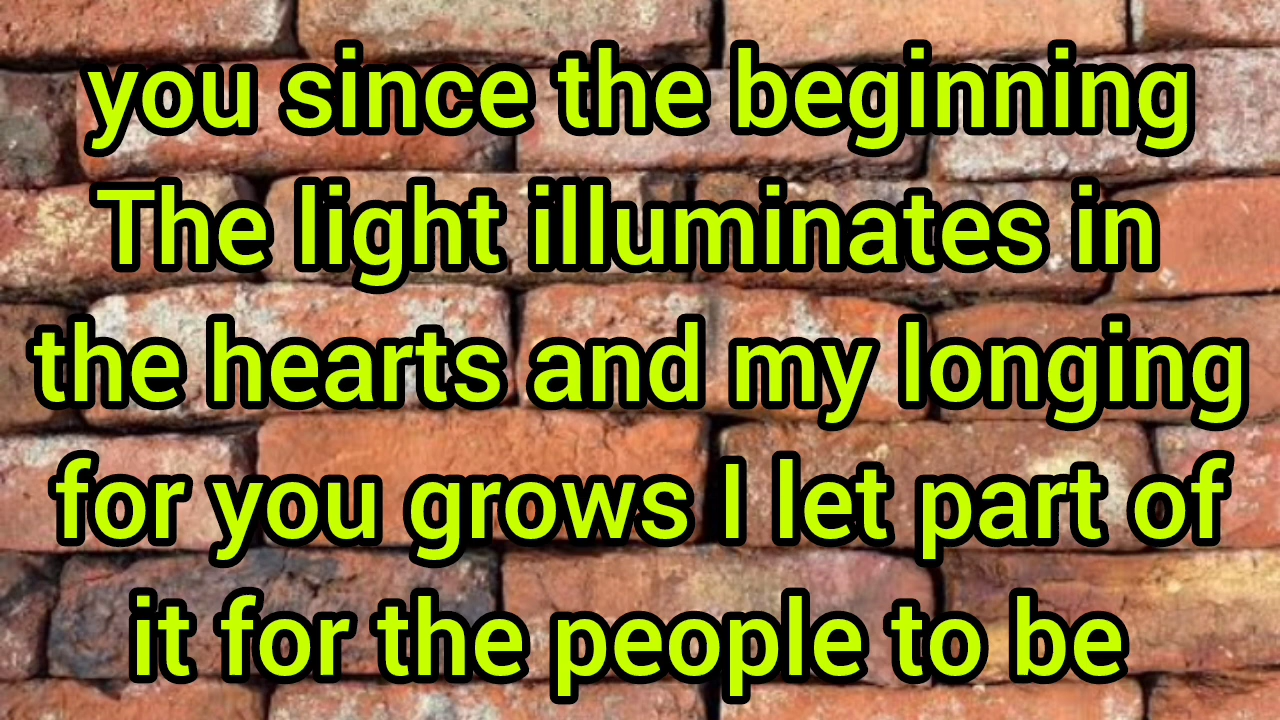 you since the beginning
The light illuminates in
the hearts and my longing
for you grows I let part of
it for the people to be